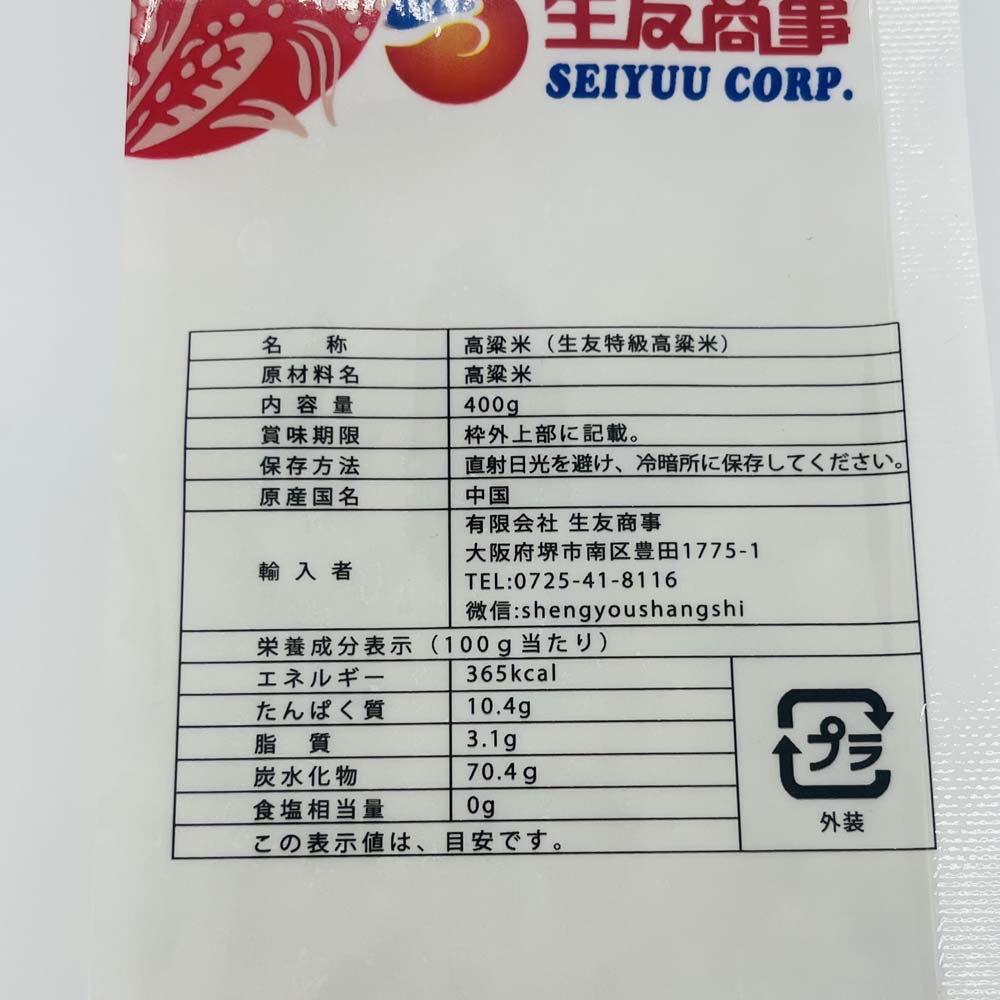 生友商事
SEIYUU CORP.
名称 高粱米（生友特級高粱米）
原材料名 高粱米
内容量 400g
賞味期限 枠外上部に記載。
保存方法 直射日光を避け、冷暗所に保存してください。
原産国名 中国
輸入者 有限会社 生友商事
大阪府堺市南区豊田1775-1
TEL:0725-41-8116
微信:shengyoushangshi
栄養成分表示（100g当たり）
エネルギー 365kcal
たんぱく質 10.4g
脂質 3.1g
炭水化物 70.4g
食塩相当量 0g
この表示値は、目安です。
プラ
外装